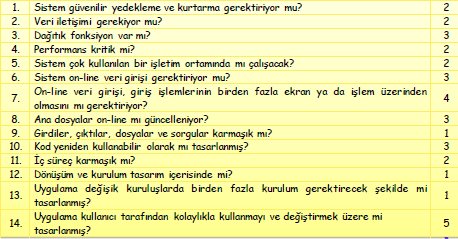 1. Sistem güvenilir yedekleme ve kurtarma gerektiriyor mu? 2
2. Veri iletişimi gerekiyor mu? 2
3. Dağıtık fonksiyon var mı? 3
4. Performans kritik mi? 2
5. Sistem çok kullanılan bir işletim ortamında mı çalışacak? 2
6. Sistem on-line veri girişi gerektiriyor mu? 3
7. On-line veri girişi, giriş işlemlerinin birden fazla ekran ya da işlem üzerinden
olmasını mı gerektiriyor? 4
8. Ana dosyalar on-line mı güncelleniyor? 3
9. Girdiler, çıktılar, dosyalar ve sorgular karmaşık mı? 1
10. Kod yeniden kullanabilir olarak mı tasarlanmış? 3
11. İç süreç karmaşık mı? 2
12. Dönüşüm ve kurulum tasarım içerisinde mi? 1
13. Uygulama değişik kuruluşlarda birden fazla kurulum gerektirecek şekilde mi
tasarlanmış? 1
14. Uygulama kullanıcı tarafından kolaylıkla kullanmayı ve değiştirmek üzere mi
tasarlanmış? 5